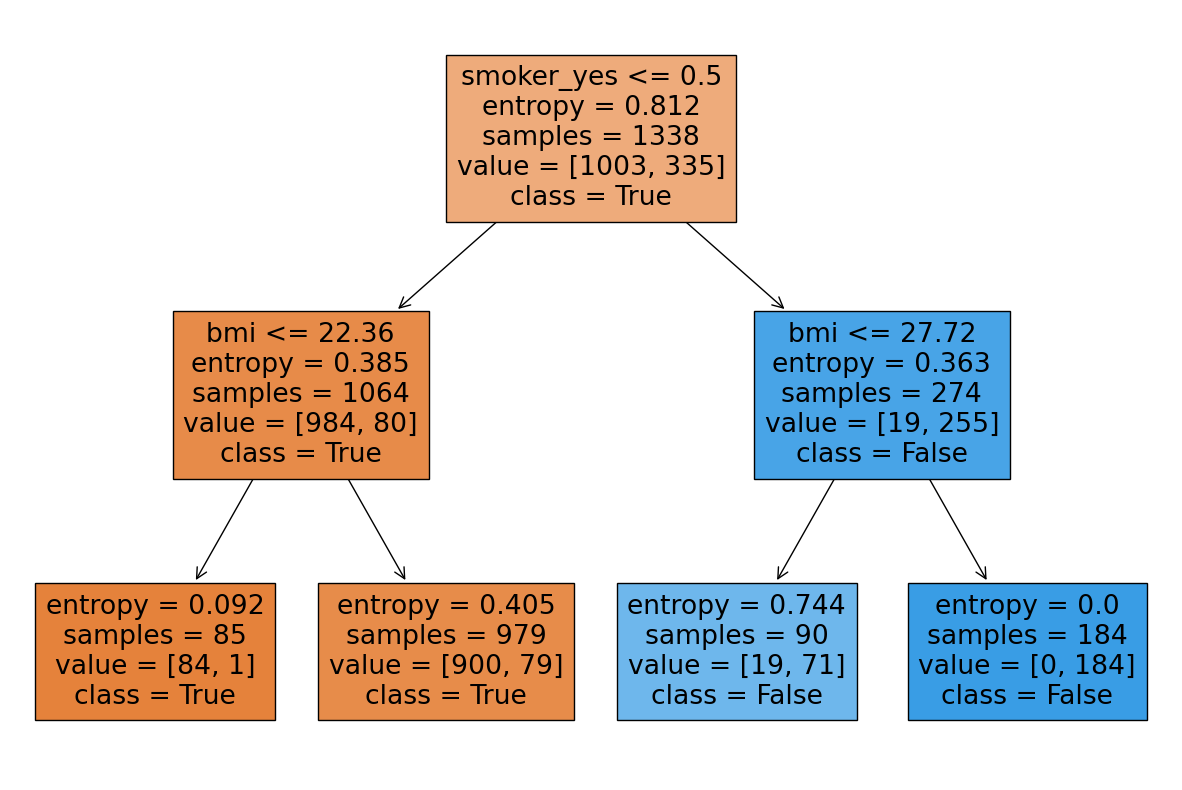 smoker_yes <= 0.5
entropy = 0.812
samples = 1338
value = [1003, 335]
class = True
bmi <= 22.36
entropy = 0.385
samples = 1064
value = [984, 80]
class = True
bmi <= 27.72
entropy = 0.363
samples = 274
value = [19, 255]
class = False
entropy = 0.092
samples = 85
value = [84, 1]
class = True
entropy = 0.405
samples = 979
value = [900, 79]
class = True
entropy = 0.744
samples = 90
value = [19, 71]
class = False
entropy = 0.0
samples = 184
value = [0, 184]
class = False